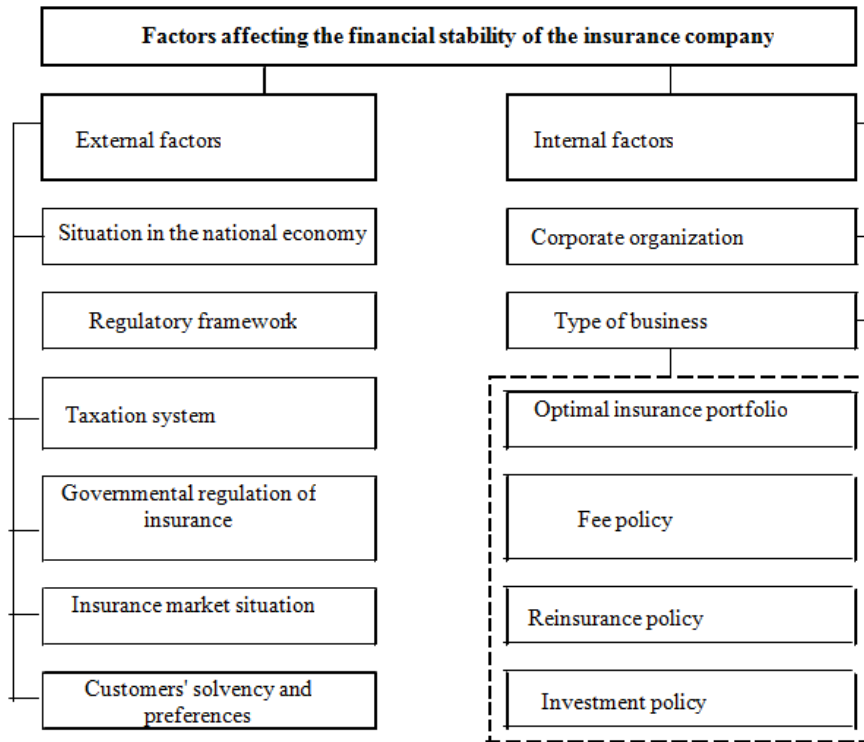 Factors affecting the financial stability of the insurance company
External factors
Situation in the national economy
Regulatory framework
Taxation system
Governmental regulation of
insurance
Insurance market situation
Customers' solvency and
preferences
Internal factors
Corporate organization
Type of business
Optimal insurance portfolio
Fee policy
Reinsurance policy
Investment policy